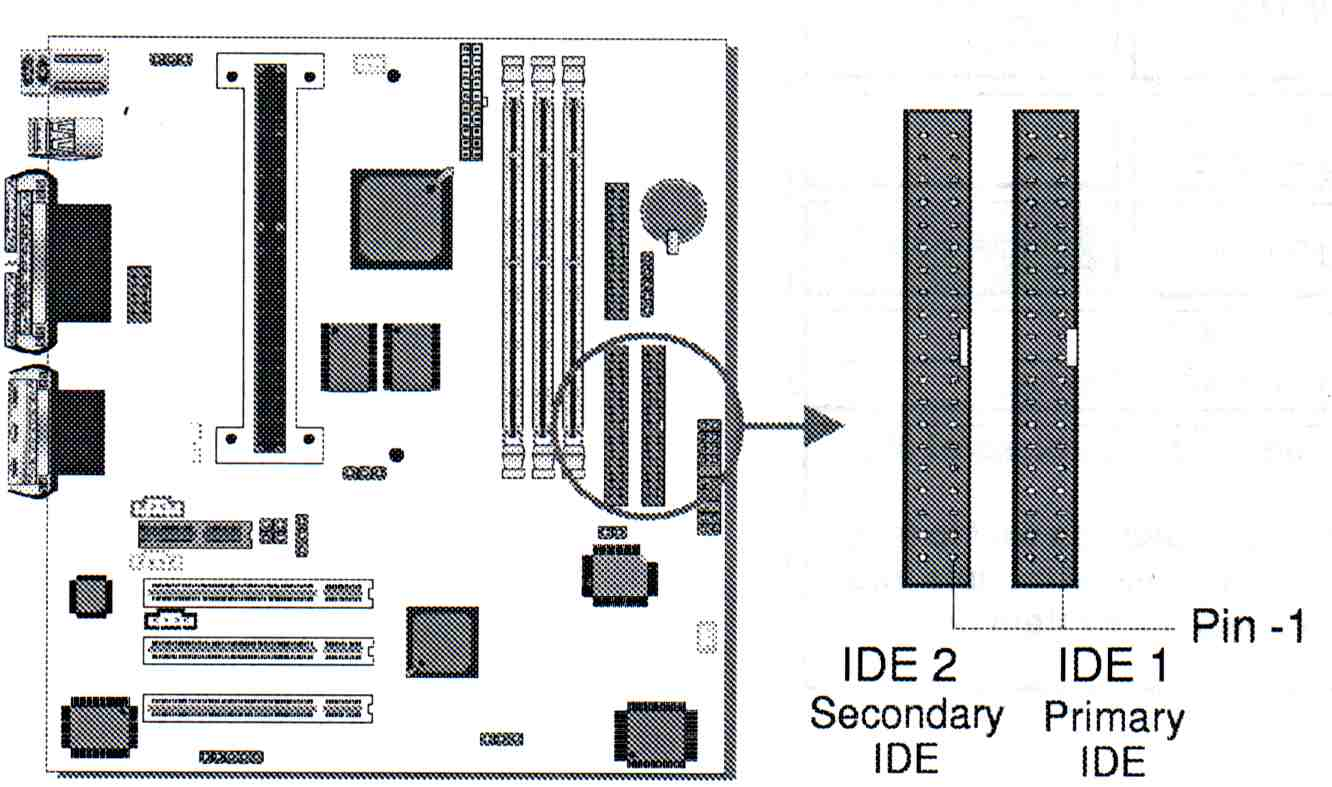 Pin -1
IDE 2
Secondary
IDE
IDE 1
Primary
IDE